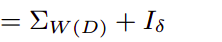 = Σ_{W(D)} + I_δ